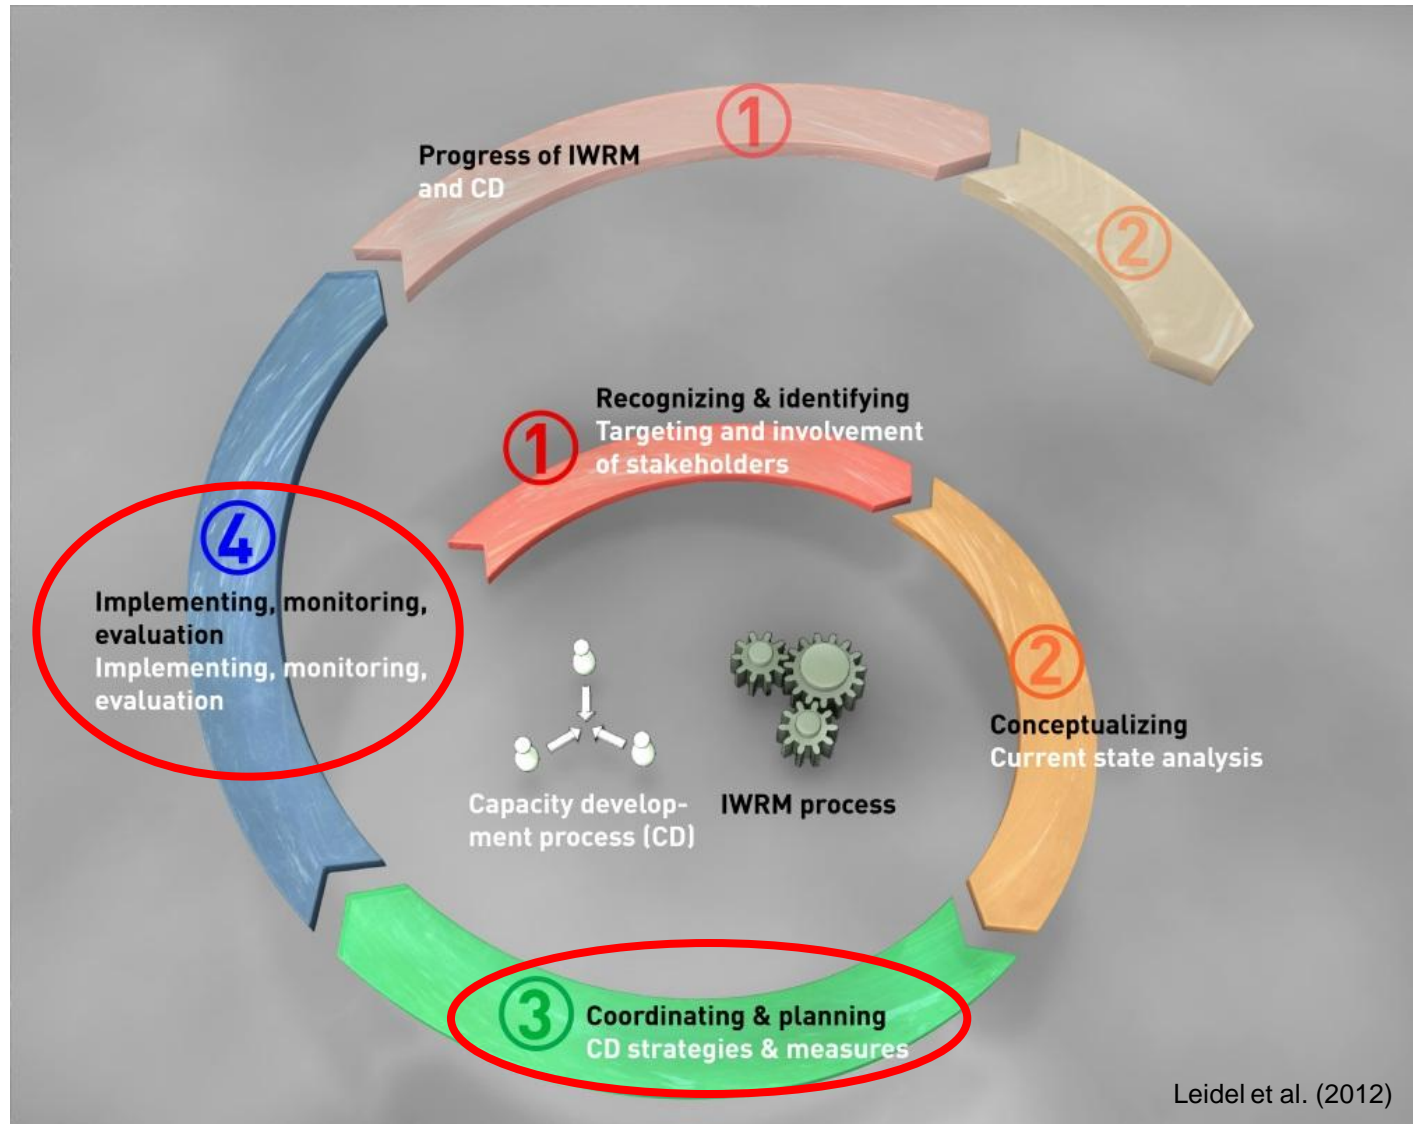 ①
Progress of IWRM
and CD
②
①
Recognizing & identifying
Targeting and involvement
of stakeholders
④
Implementing, monitoring,
evaluation
Implementing, monitoring,
evaluation
②
Conceptualizing
Current state analysis
Capacity develop-
ment process (CD)
IWRM process
③
Coordinating & planning
CD strategies & measures
Leidel et al. (2012)